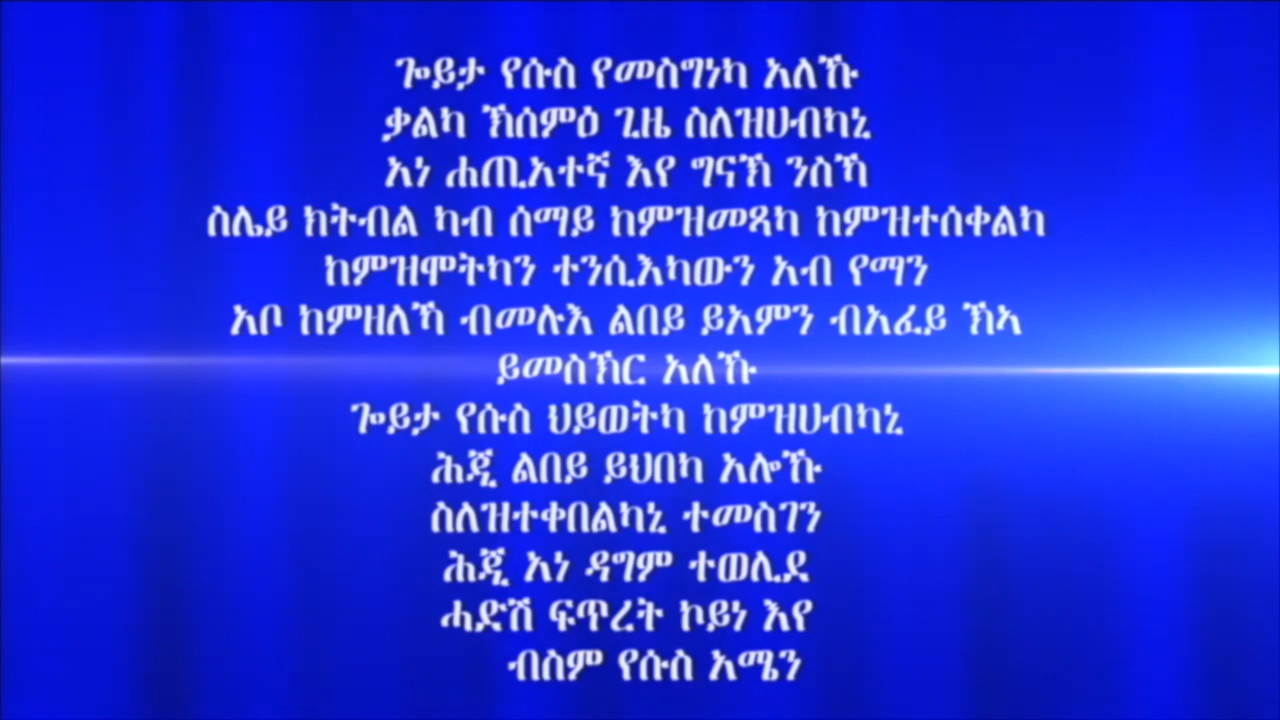 ጐይታ የሱስ የመስግነካ አለኹ
ቃልካ ኽሰምዕ ጊዜ ስለዝሀብካኒ
አነ ሐጢአተኛ እየ ግናኽ ንስኻ
ስሌይ ክትብል ካብ ሰማይ ከምዝመጻካ ከምዝተሰቀልካ
ከምዝሞትካን ተንሲእካውን አብ የማን
አቦ ከምዘለኻ ብመሉእ ልበይ ይአምን ብአፈይ ኽኣ
ይመስኽር አለኹ
ጐይታ የሱስ ህይወትካ ከምዝሀብካኒ
ሕጂ ልበይ ይህበካ አሎኹ
ስለዝተቀበልካኒ ተመስገን
ሕጂ አነ ዳግም ተወሊደ
ሓድሽ ፍጥረት ኮይነ እየ
ብስም የሱስ አሜን